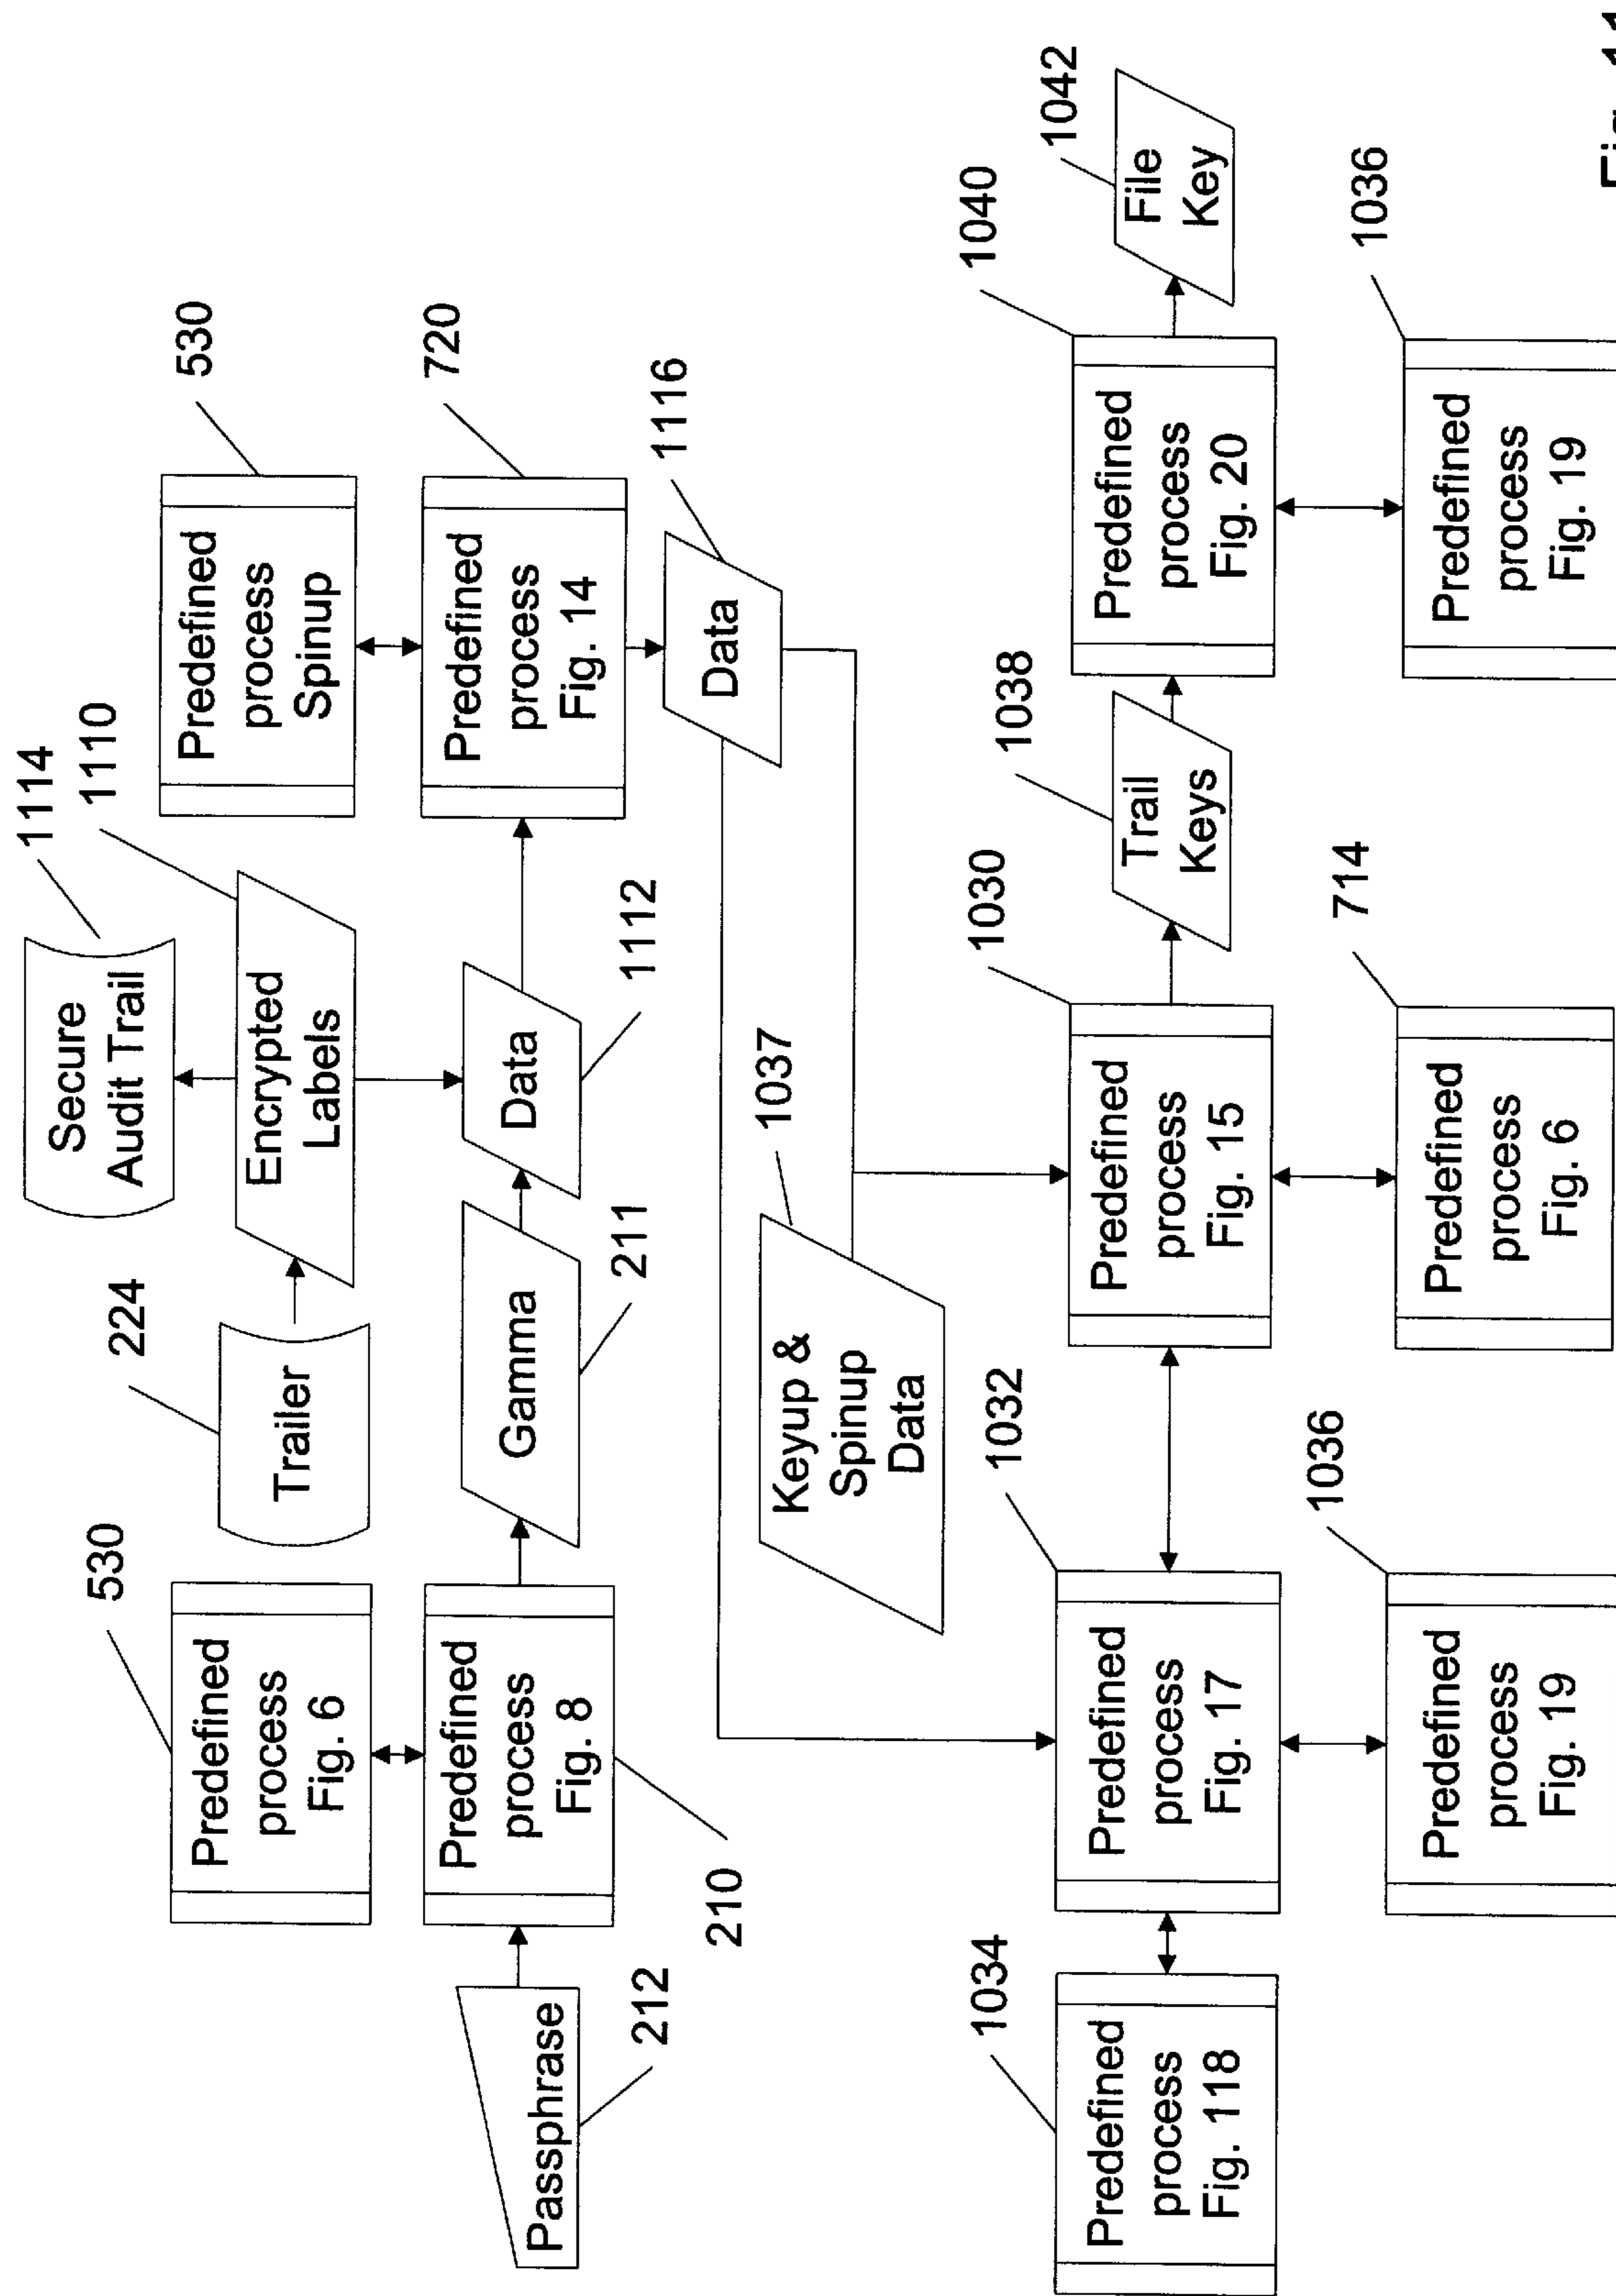 Secure
Audit Trail
1114
1110
Encrypted
Labels
224
Trailer
530
Predefined
process
Fig. 6
Predefined
process
Spinup
530
Passphrase
212
Predefined
process
Fig. 8
210
Gamma
211
Data
1112
Predefined
process
Fig. 14
720
Data
1116
Keyup &
Spinup
Data
1037
1034
Predefined
process
Fig. 118
1032
Predefined
process
Fig. 17
1030
Predefined
process
Fig. 15
1038
Trail
Keys
1040
Predefined
process
Fig. 20
1042
File
Key
1036
Predefined
process
Fig. 19
714
Predefined
process
Fig. 6
1036
Predefined
process
Fig. 19
Fig. 11